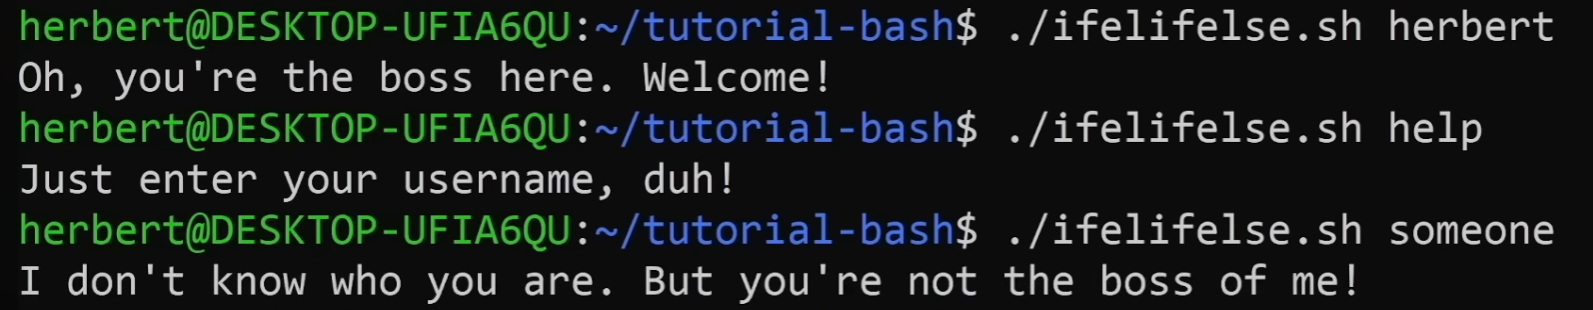 herbert@DESKTOP-UFIA6QU:~/tutorial-bash$ ./ifelifelse.sh herbert
Oh, you're the boss here. Welcome!
herbert@DESKTOP-UFIA6QU:~/tutorial-bash$ ./ifelifelse.sh help
Just enter your username, duh!
herbert@DESKTOP-UFIA6QU:~/tutorial-bash$ ./ifelifelse.sh someone
I don't know who you are. But you're not the boss of me!